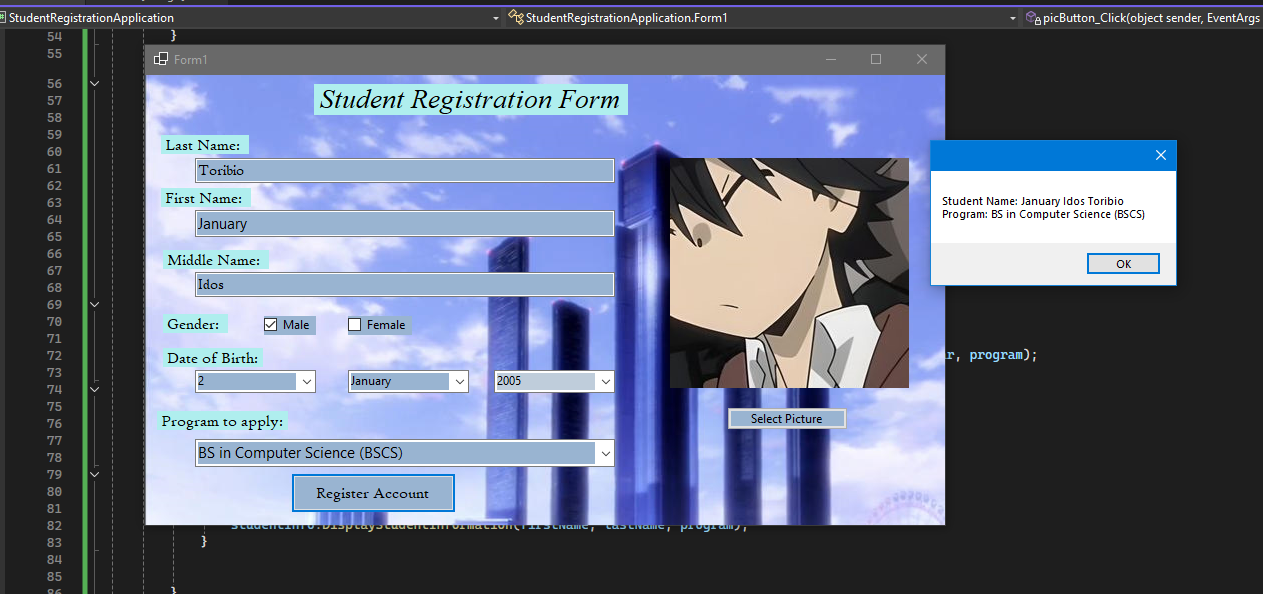 StudentRegistrationApplication
StudentRegistrationApplication.Form1
picButton_Click(object sender, EventArgs
54
}
55
Form1
56
57
58
59
60
61
62
63
64
65
66
67
68
69
70
71
72
73
74
75
76
77
78
79
80
81
82
83
84
85
86
Student Registration Form
Last Name:
Toribio
First Name:
January
Middle Name:
Idos
Gender:
Male
Female
Date of Birth:
2
January
2005
Program to apply:
BS in Computer Science (BSCS)
Register Account
Select Picture
Student Name: January Idos Toribio
Program: BS in Computer Science (BSCS)
OK
, program);
studentInfo.DisplayStudentInformation(firstName, lastName, program);
}
}